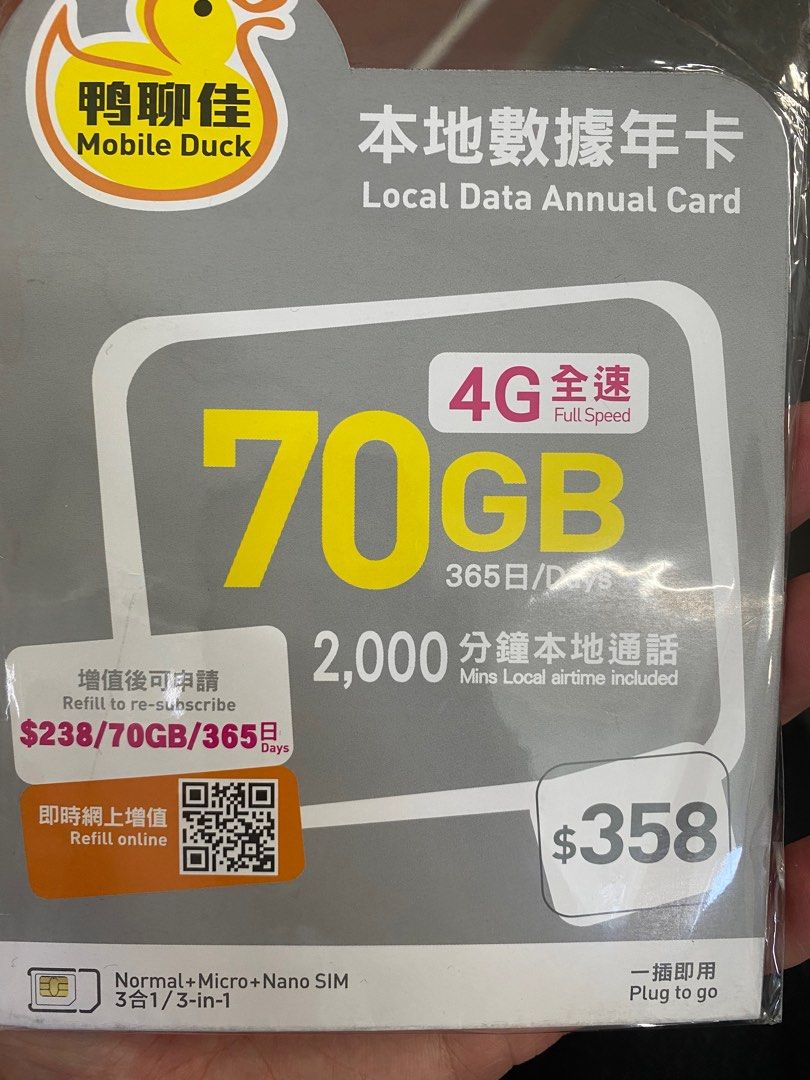 鴨聊佳
Mobile Duck
本地數據年卡
Local Data Annual Card
4G 全速
Full Speed
70GB
365日/Days
2,000 分鐘本地通話
Mins Local airtime included
增值後可申請
Refill to re-subscribe
$238/70GB/365日
Days
即時網上增值
Refill online
$358
Normal+Micro+Nano SIM
3合1/3-in-1
一插即用
Plug to go